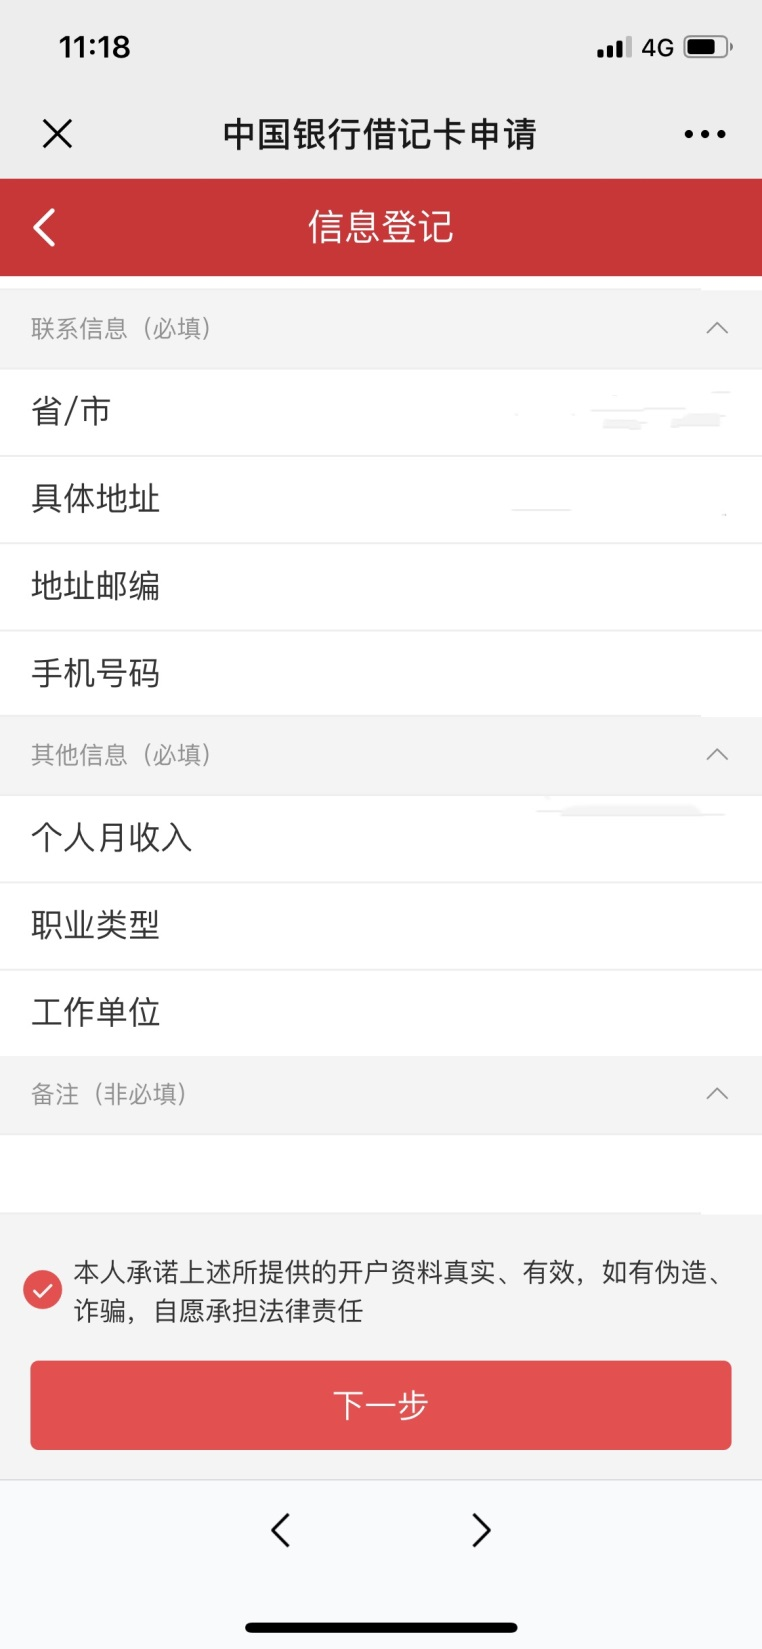 11:18
4G
中国银行借记卡申请
信息登记
联系信息（必填）
省/市
具体地址
地址邮编
手机号码
其他信息（必填）
个人月收入
职业类型
工作单位
备注（非必填）
本人承诺上述所提供的开户资料真实、有效，如有伪造、
诈骗，自愿承担法律责任
下一步